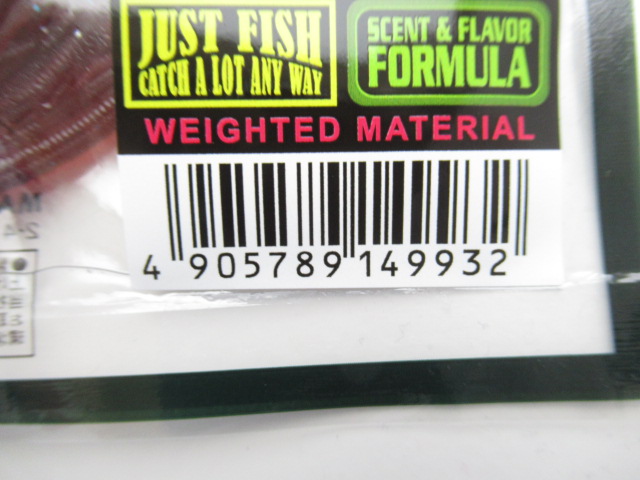 JUST FISH
CATCH A LOT ANY WAY
SCENT & FLAVOR
FORMULA
WEIGHTED MATERIAL
4 905789 149932